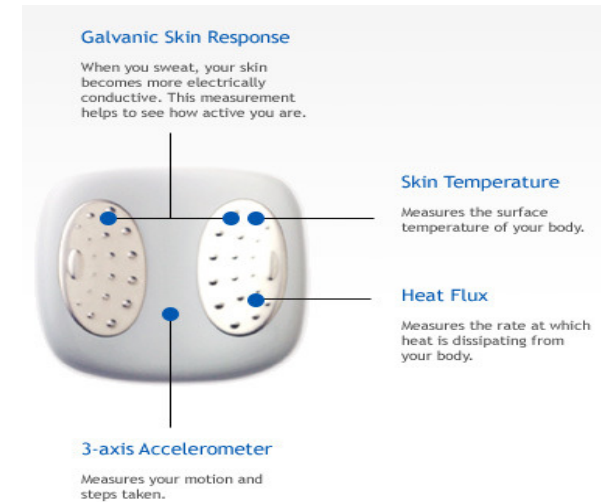 Galvanic Skin Response
When you sweat, your skin
becomes more electrically
conductive. This measurement
helps to see how active you are.
Skin Temperature
Measures the surface
temperature of your body.
Heat Flux
Measures the rate at which
heat is dissipating from
your body.
3-axis Accelerometer
Measures your motion and
steps taken.